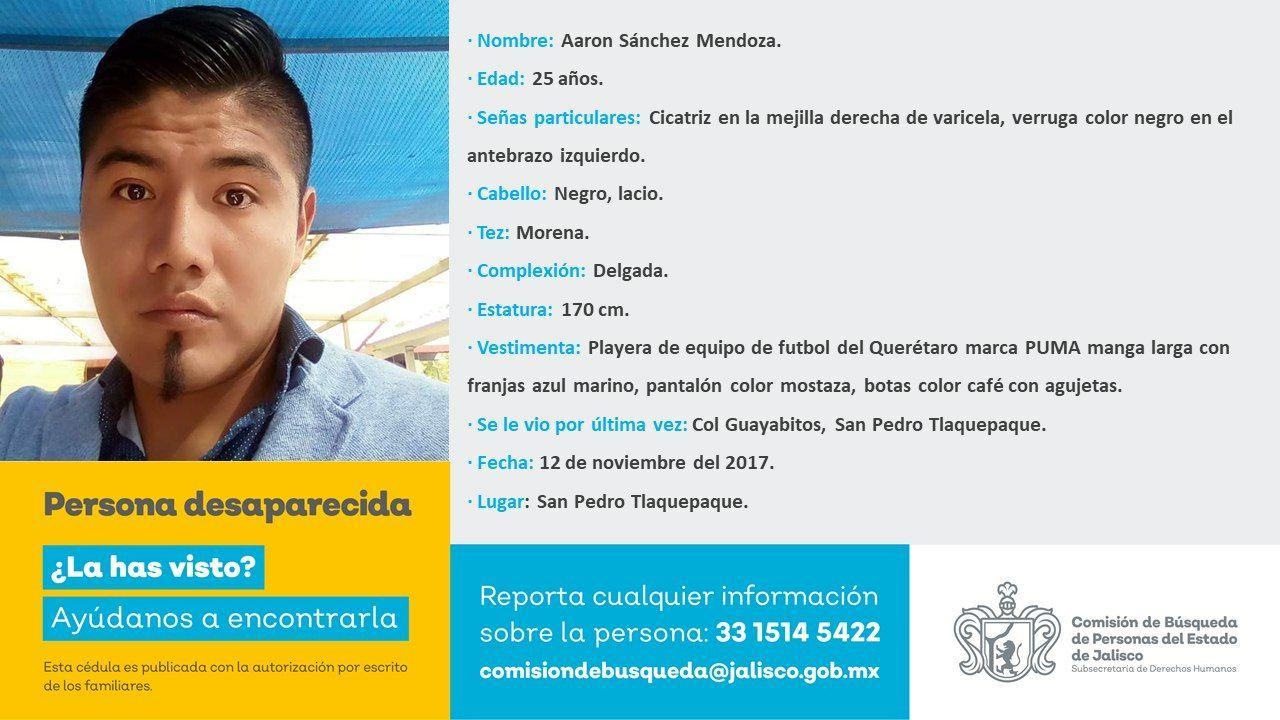 · Nombre: Aaron Sánchez Mendoza.
· Edad: 25 años.
· Señas particulares: Cicatriz en la mejilla derecha de varicela, verruga color negro en el
antebrazo izquierdo.
· Cabello: Negro, lacio.
· Tez: Morena.
· Complexión: Delgada.
· Estatura: 170 cm.
· Vestimenta: Playera de equipo de futbol del Querétaro marca PUMA manga larga con
franjas azul marino, pantalón color mostaza, botas color café con agujetas.
· Se le vio por última vez: Col Guayabitos, San Pedro Tlaquepaque.
· Fecha: 12 de noviembre del 2017.
· Lugar: San Pedro Tlaquepaque.
Persona desaparecida
¿La has visto?
Ayúdanos a encontrarla
Esta cédula es publicada con la autorización por escrito
de los familiares.
Reporta cualquier información
sobre la persona: 33 1514 5422
comisiondebusqueda@jalisco.gob.mx
Comisión de Búsqueda
de Personas del Estado
de Jalisco
Subsecretaría de Derechos Humanos